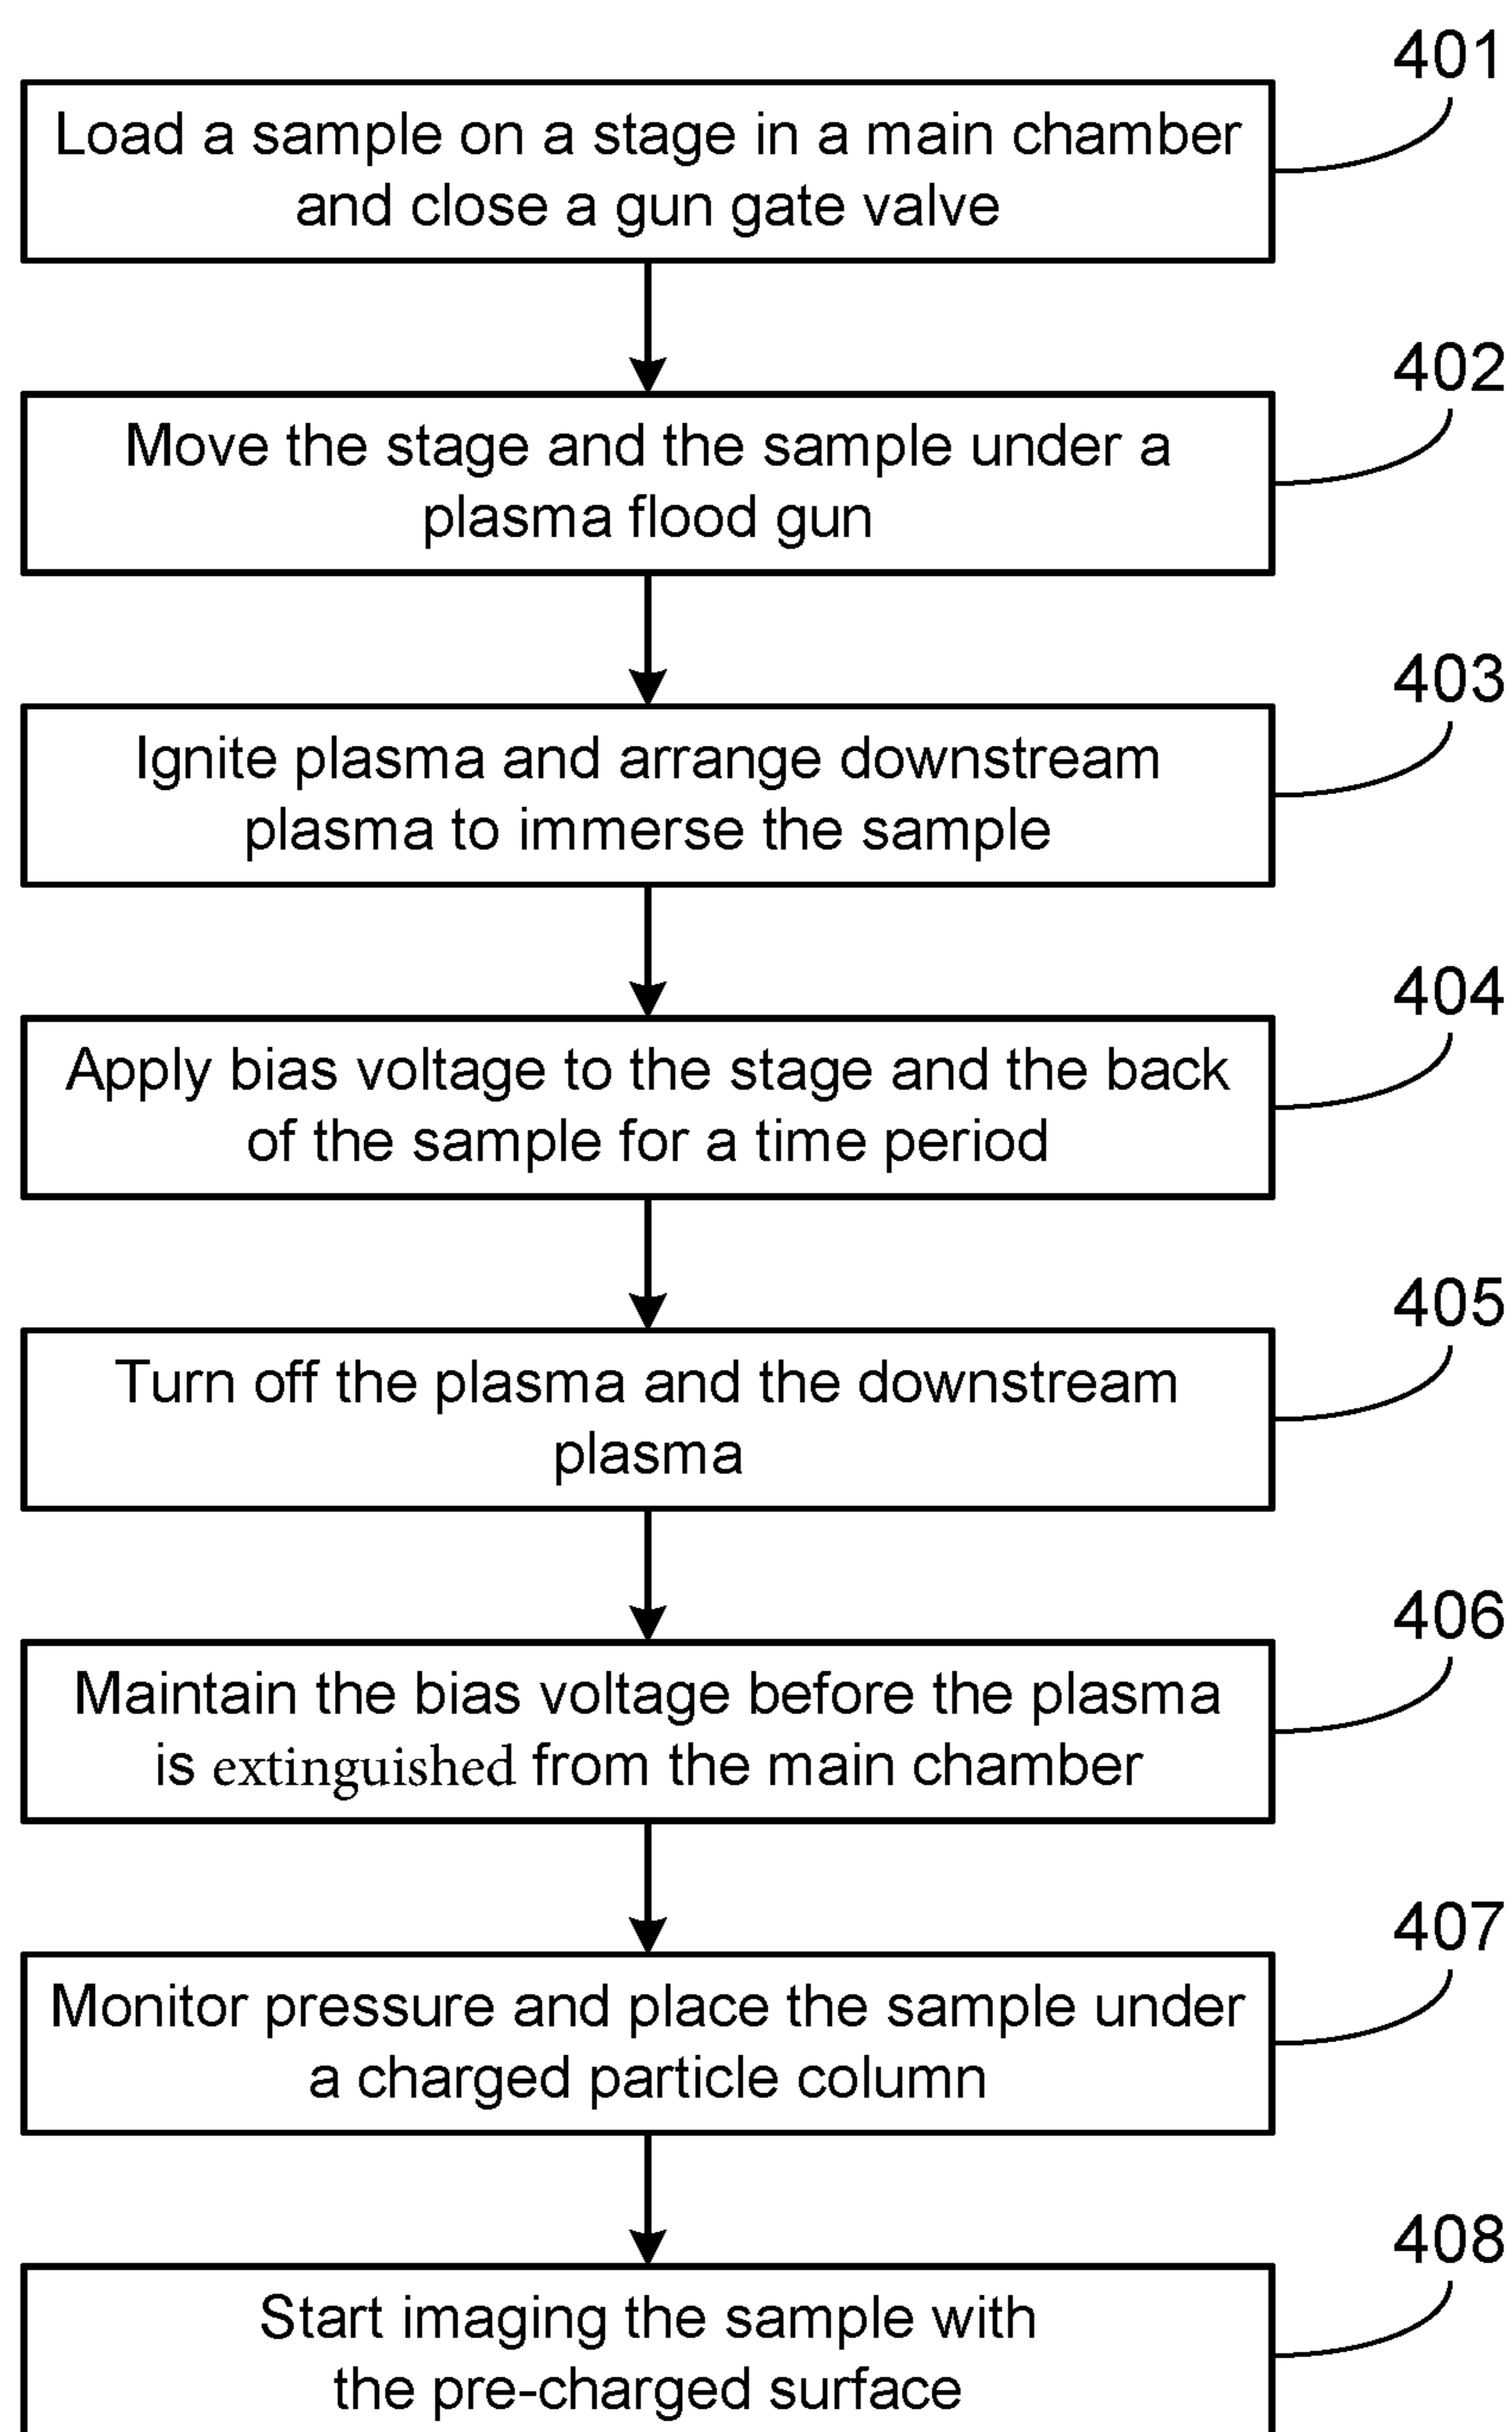 401
Load a sample on a stage in a main chamber
and close a gun gate valve
402
Move the stage and the sample under a
plasma flood gun
403
Ignite plasma and arrange downstream
plasma to immerse the sample
404
Apply bias voltage to the stage and the back
of the sample for a time period
405
Turn off the plasma and the downstream
plasma
406
Maintain the bias voltage before the plasma
is extinguished from the main chamber
407
Monitor pressure and place the sample under
a charged particle column
408
Start imaging the sample with
the pre-charged surface